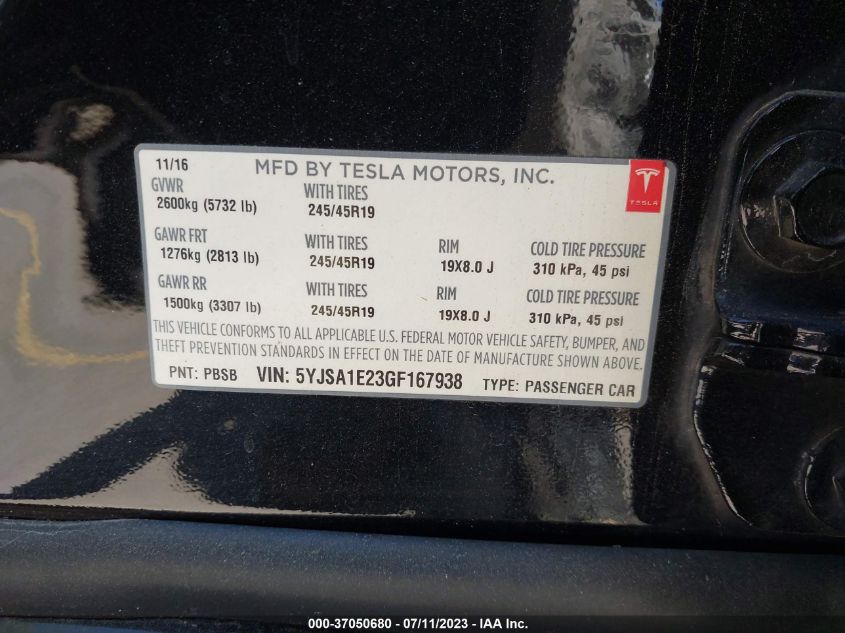 11/16 MFD BY TESLA MOTORS, INC.
TESLA
GVWR WITH TIRES
2600kg (5732 lb) 245/45R19
GAWR FRT WITH TIRES RIM COLD TIRE PRESSURE
1276kg (2813 lb) 245/45R19 19X8.0 J 310 kPa, 45 psi
GAWR RR WITH TIRES RIM COLD TIRE PRESSURE
1500kg (3307 lb) 245/45R19 19X8.0 J 310 kPa, 45 psi
THIS VEHICLE CONFORMS TO ALL APPLICABLE U.S. FEDERAL MOTOR VEHICLE SAFETY, BUMPER, AND
THEFT PREVENTION STANDARDS IN EFFECT ON THE DATE OF MANUFACTURE SHOWN ABOVE.
PNT: PBSB VIN: 5YJSA1E23GF167938 TYPE: PASSENGER CAR
000-37050680 - 07/11/2023 - IAA Inc.